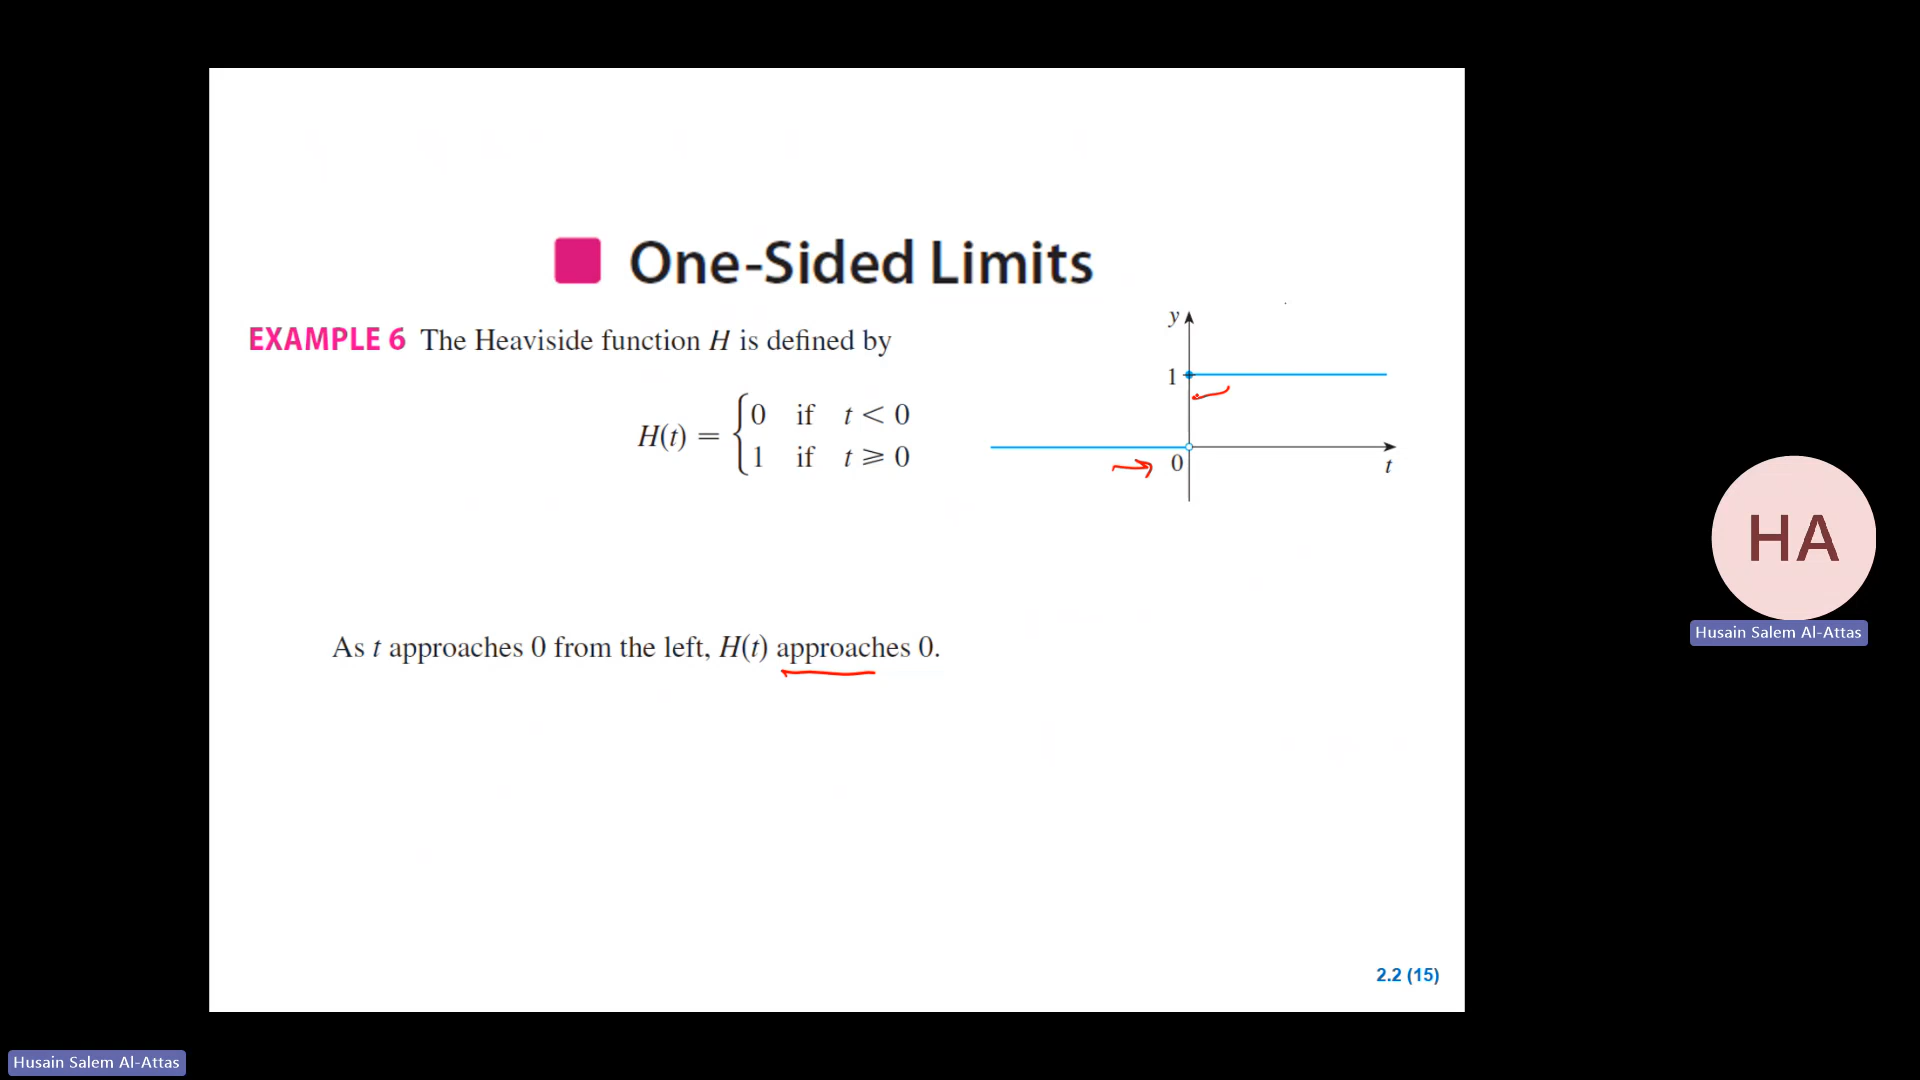 One-Sided Limits
EXAMPLE 6 The Heaviside function H is defined by
H(t) = { 0 if t < 0
1 if t ⩾ 0
y
1
0
t
As t approaches 0 from the left, H(t) approaches 0.
2.2 (15)
HA
Husain Salem Al-Attas
Husain Salem Al-Attas